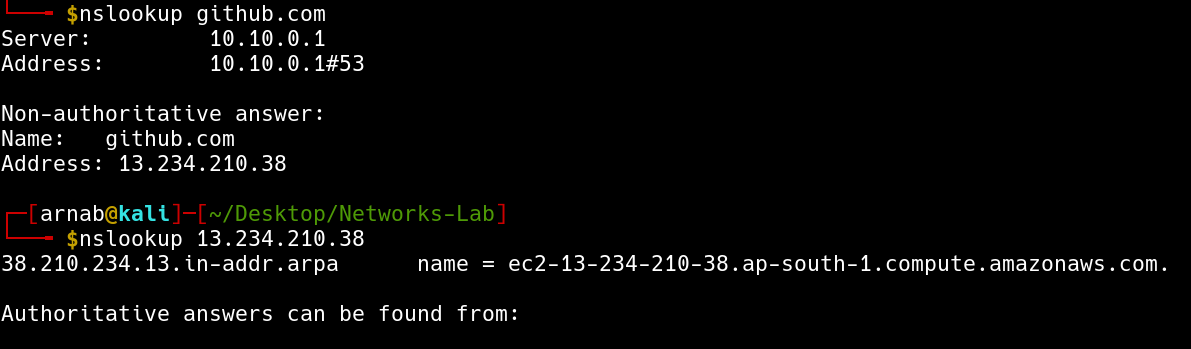 └──╼ $nslookup github.com
Server:         10.10.0.1
Address:        10.10.0.1#53
Non-authoritative answer:
Name:   github.com
Address: 13.234.210.38
┌─[arnab@kali]─[~/Desktop/Networks-Lab]
└──╼ $nslookup 13.234.210.38
38.210.234.13.in-addr.arpa      name = ec2-13-234-210-38.ap-south-1.compute.amazonaws.com.
Authoritative answers can be found from: